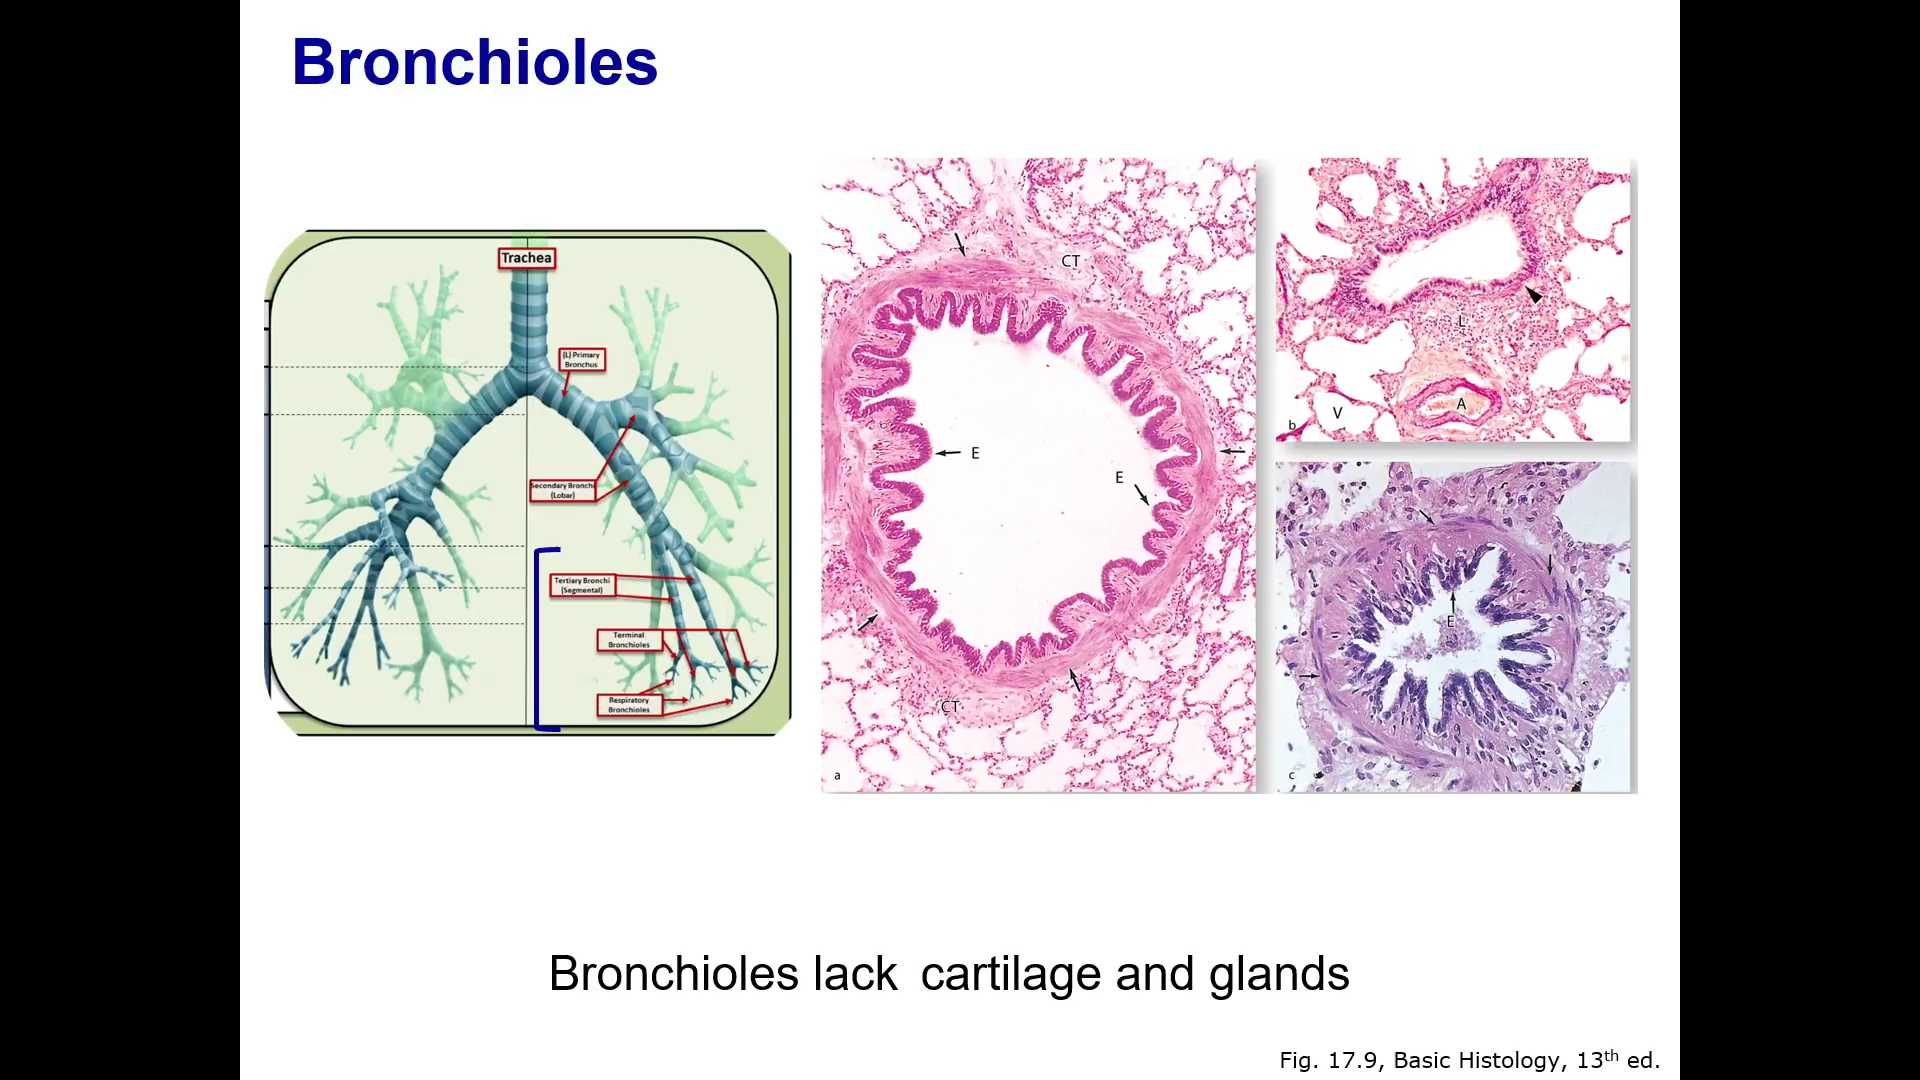 Bronchioles
Trachea
(L) Primary
Bronchus
Secondary Bronchi
(Lobar)
Tertiary Bronchi
(Segmental)
Terminal
Bronchioles
Respiratory
Bronchioles
CT
E
E
CT
a
L
A
V
b
E
c
Bronchioles lack cartilage and glands
Fig. 17.9, Basic Histology, 13th ed.